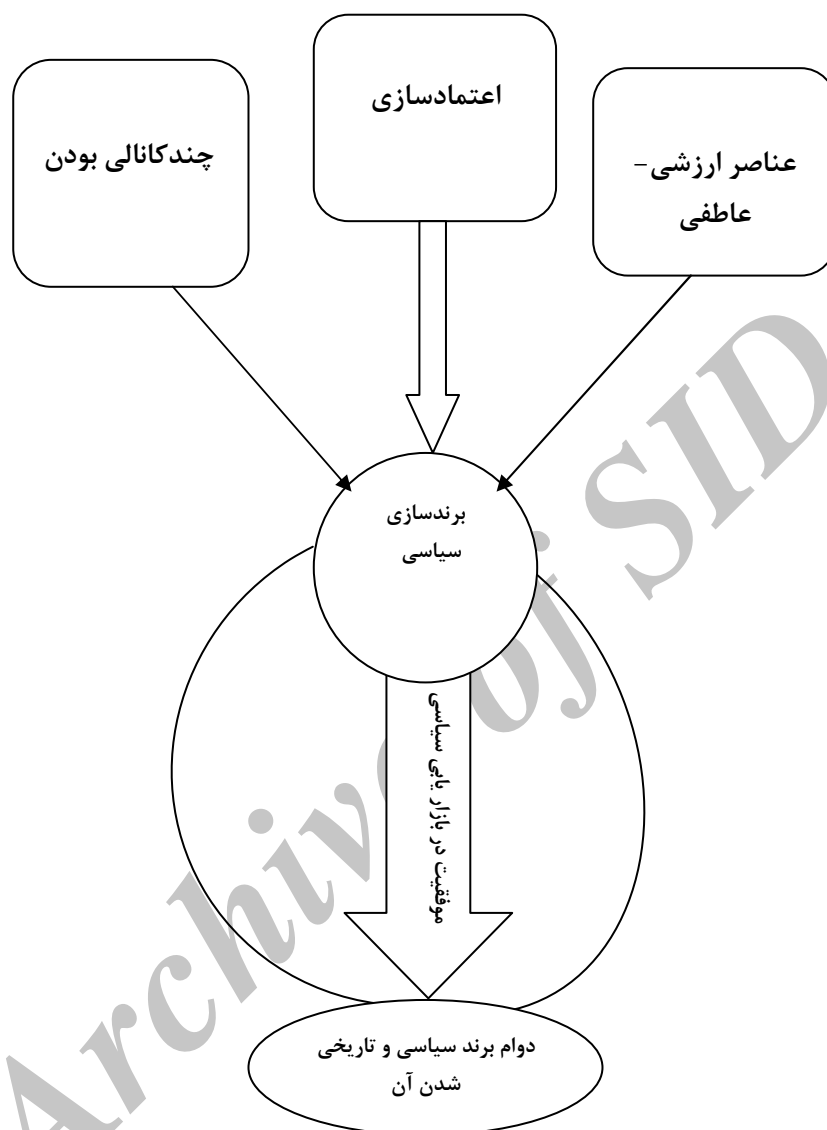 اعتمادسازی
عناصر ارزشی–
عاطفی
چندکانالی بودن
برندسازی
سیاسی
موفقیت در بازار یابی سیاسی
دوام برند سیاسی و تاریخی
شدن آن
Archive of SID